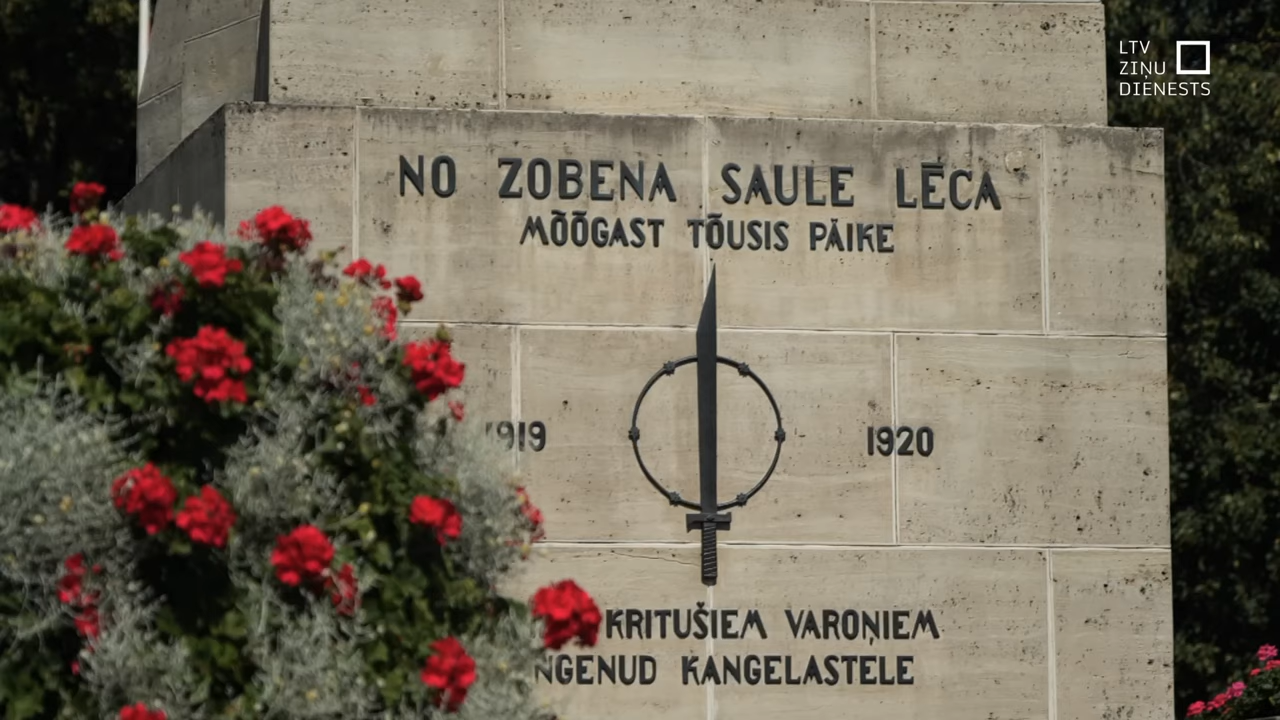 LTV
ZIŅU
DIENESTS
NO ZOBENA SAULE LĒCA
MÕÕGAST TÕUSIS PÄIKE
1919
1920
KRITUŠIEM VAROŅIEM
NGENUD KANGELASTELE